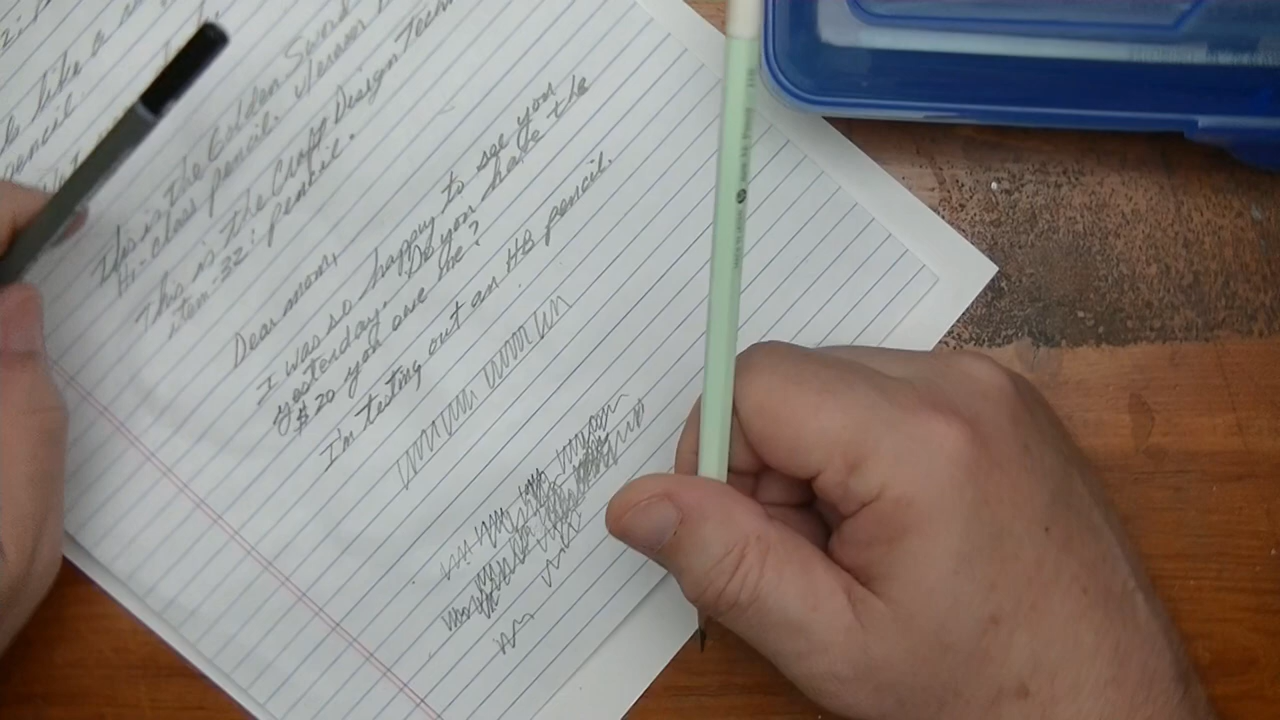 like a
pencil.
This is the Golden Sword
Hi-class pencil. w/eraser
This is the Craft Design Tech
item-32: pencil.
Dear mom,
I was so happy to see you
yesterday. Do you have the
$20 you owe me?
I'm testing out an HB pencil.